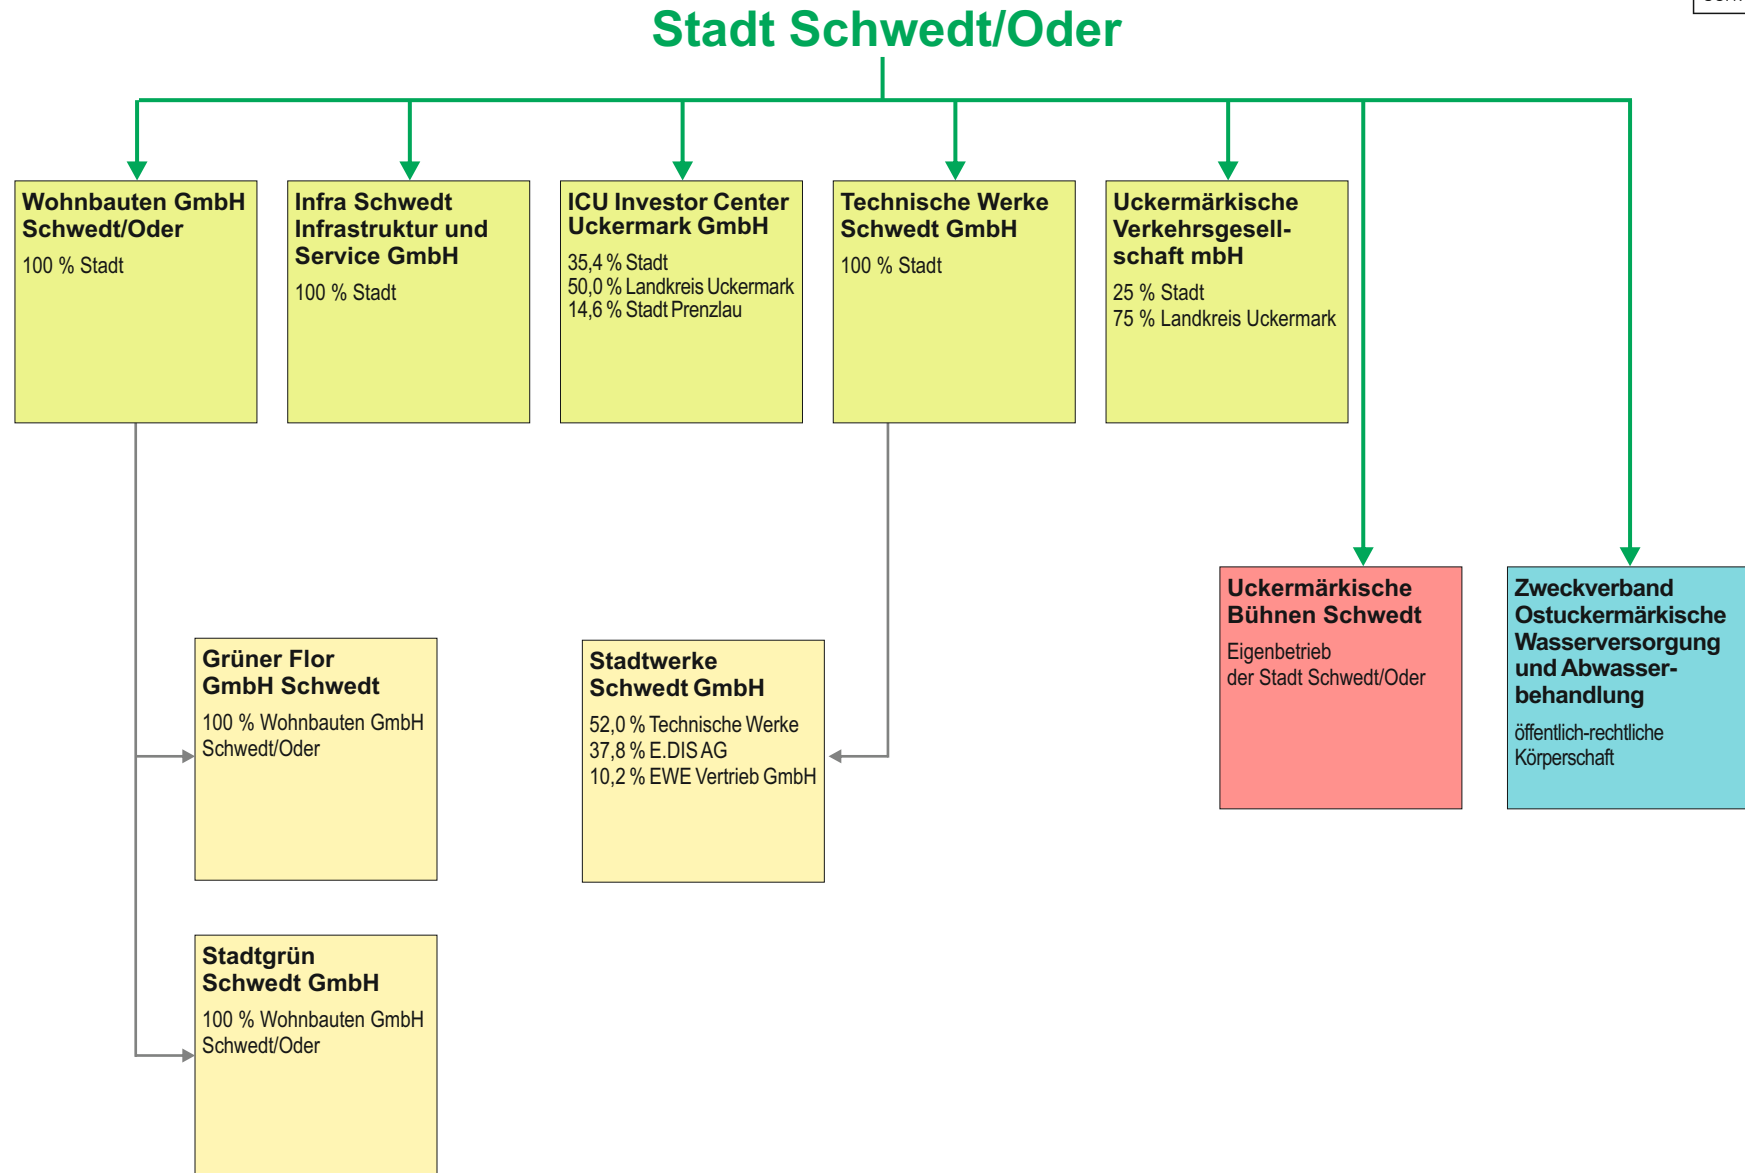 Stadt Schwedt/Oder
Wohnbauten GmbH
Schwedt/Oder
100 % Stadt
Infra Schwedt
Infrastruktur und
Service GmbH
100 % Stadt
ICU Investor Center
Uckermark GmbH
35,4 % Stadt
50,0 % Landkreis Uckermark
14,6 % Stadt Prenzlau
Technische Werke
Schwedt GmbH
100 % Stadt
Uckermärkische
Verkehrsgesell-
schaft mbH
25 % Stadt
75 % Landkreis Uckermark
Grüner Flor
GmbH Schwedt
100 % Wohnbauten GmbH
Schwedt/Oder
Stadtwerke
Schwedt GmbH
52,0 % Technische Werke
37,8 % E.DIS AG
10,2 % EWE Vertrieb GmbH
Uckermärkische
Bühnen Schwedt
Eigenbetrieb
der Stadt Schwedt/Oder
Zweckverband
Ostuckermärkische
Wasserversorgung
und Abwasser-
behandlung
öffentlich-rechtliche
Körperschaft
Stadtgrün
Schwedt GmbH
100 % Wohnbauten GmbH
Schwedt/Oder